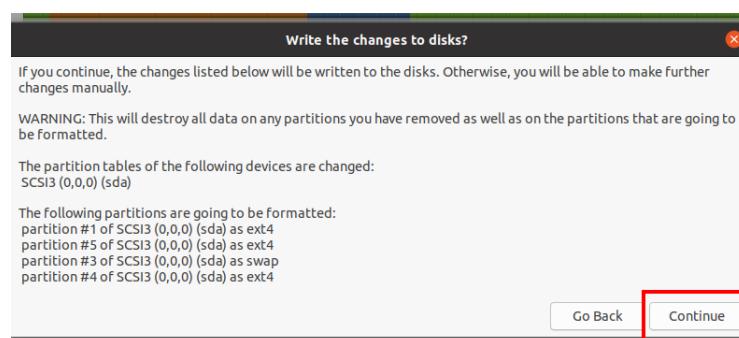 Write the changes to disks?
If you continue, the changes listed below will be written to the disks. Otherwise, you will be able to make further
changes manually.
WARNING: This will destroy all data on any partitions you have removed as well as on the partitions that are going to
be formatted.
The partition tables of the following devices are changed:
SCSI3 (0,0,0) (sda)
The following partitions are going to be formatted:
partition #1 of SCSI3 (0,0,0) (sda) as ext4
partition #5 of SCSI3 (0,0,0) (sda) as ext4
partition #3 of SCSI3 (0,0,0) (sda) as swap
partition #4 of SCSI3 (0,0,0) (sda) as ext4
Go Back Continue